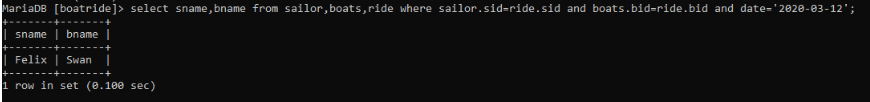 MariaDB [boatride]> select sname,bname from sailor,boats,ride where sailor.sid=ride.sid and boats.bid=ride.bid and date='2020-03-12';
+-------+-------+
| sname | bname |
+-------+-------+
| Felix | Swan  |
+-------+-------+
1 row in set (0.100 sec)